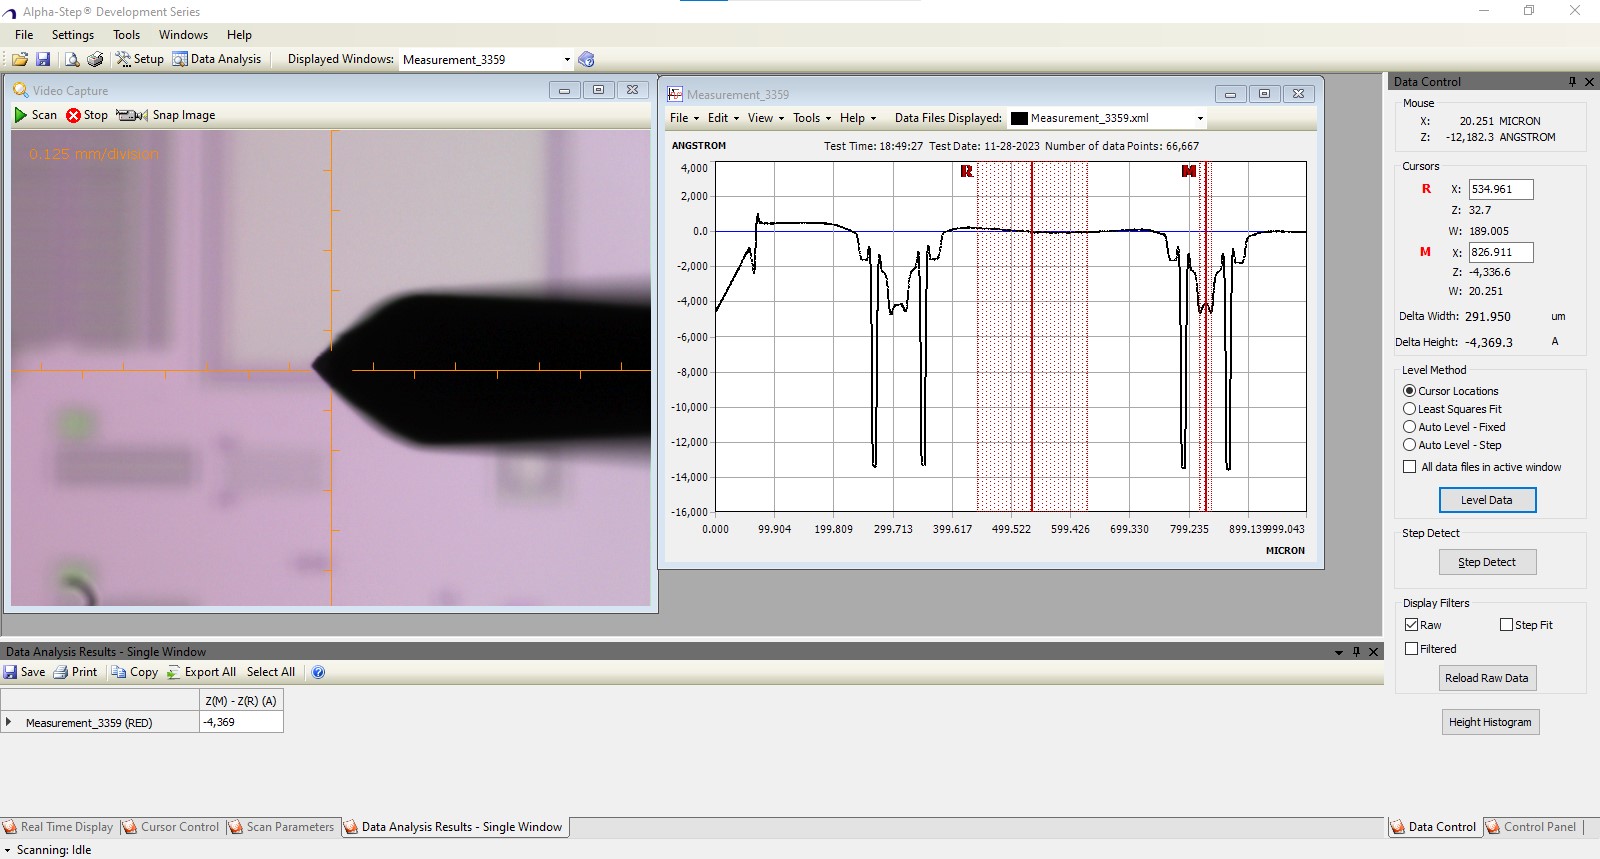 Alpha-Step® Development Series
File Settings Tools Windows Help
Setup Data Analysis Displayed Windows: Measurement_3359
Video Capture
Scan Stop Snap Image
0.125 mm/division
Measurement_3359
File Edit View Tools Help Data Files Displayed: Measurement_3359.xml
ANGSTROM Test Time: 18:49:27 Test Date: 11-28-2023 Number of data Points: 66,667
R M
4,000
2,000
0.0
-2,000
-4,000
-6,000
-8,000
-10,000
-12,000
-14,000
-16,000
0.000 99.904 199.809 299.713 399.617 499.522 599.426 699.330 799.235 899.139 999.043
MICRON
Data Control
Mouse
X: 20.251 MICRON
Z: -12,182.3 ANGSTROM
Cursors
R X: 534.961
Z: 32.7
W: 189.005
M X: 826.911
Z: -4,336.6
W: 20.251
Delta Width: 291.950 um
Delta Height: -4,369.3 A
Level Method
Cursor Locations
Least Squares Fit
Auto Level - Fixed
Auto Level - Step
All data files in active window
Level Data
Step Detect
Step Detect
Display Filters
Raw Step Fit
Filtered
Reload Raw Data
Height Histogram
Data Control Control Panel
Data Analysis Results - Single Window
Save Print Copy Export All Select All
Z(M) - Z(R) (A)
Measurement_3359 (RED) -4,369
Real Time Display Cursor Control Scan Parameters Data Analysis Results - Single Window
Scanning: Idle